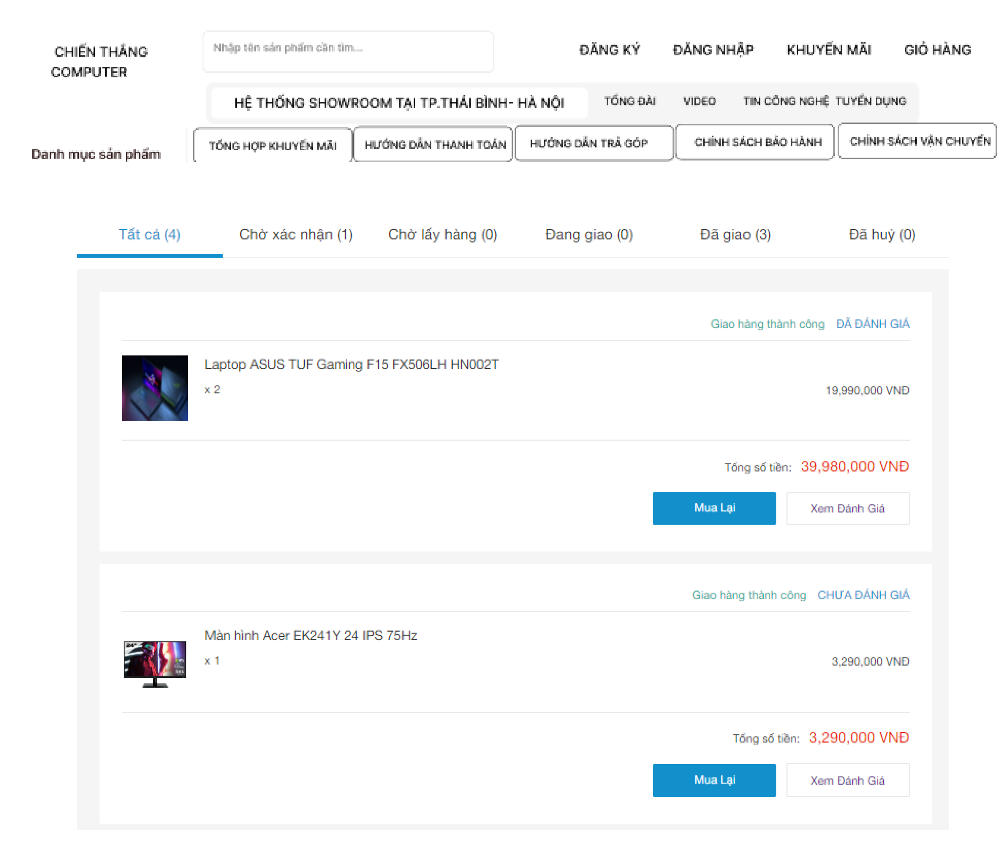 CHIẾN THẮNG
COMPUTER
Nhập tên sản phẩm cần tìm...
ĐĂNG KÝ ĐĂNG NHẬP KHUYẾN MÃI GIỎ HÀNG
HỆ THỐNG SHOWROOM TẠI TP.THÁI BÌNH- HÀ NỘI TỔNG ĐÀI VIDEO TIN CÔNG NGHỆ TUYỂN DỤNG
Danh mục sản phẩm
TỔNG HỢP KHUYẾN MÃI HƯỚNG DẪN THANH TOÁN HƯỚNG DẪN TRẢ GÓP CHÍNH SÁCH BẢO HÀNH CHÍNH SÁCH VẬN CHUYỂN
Tất cả (4) Chờ xác nhận (1) Chờ lấy hàng (0) Đang giao (0) Đã giao (3) Đã huỷ (0)
Giao hàng thành công ĐÃ ĐÁNH GIÁ
Laptop ASUS TUF Gaming F15 FX506LH HN002T
x 2
19,990,000 VNĐ
Tổng số tiền: 39,980,000 VNĐ
Mua Lại Xem Đánh Giá
Giao hàng thành công CHƯA ĐÁNH GIÁ
24"
Màn hình Acer EK241Y 24 IPS 75Hz
x 1
3,290,000 VNĐ
Tổng số tiền: 3,290,000 VNĐ
Mua Lại Xem Đánh Giá